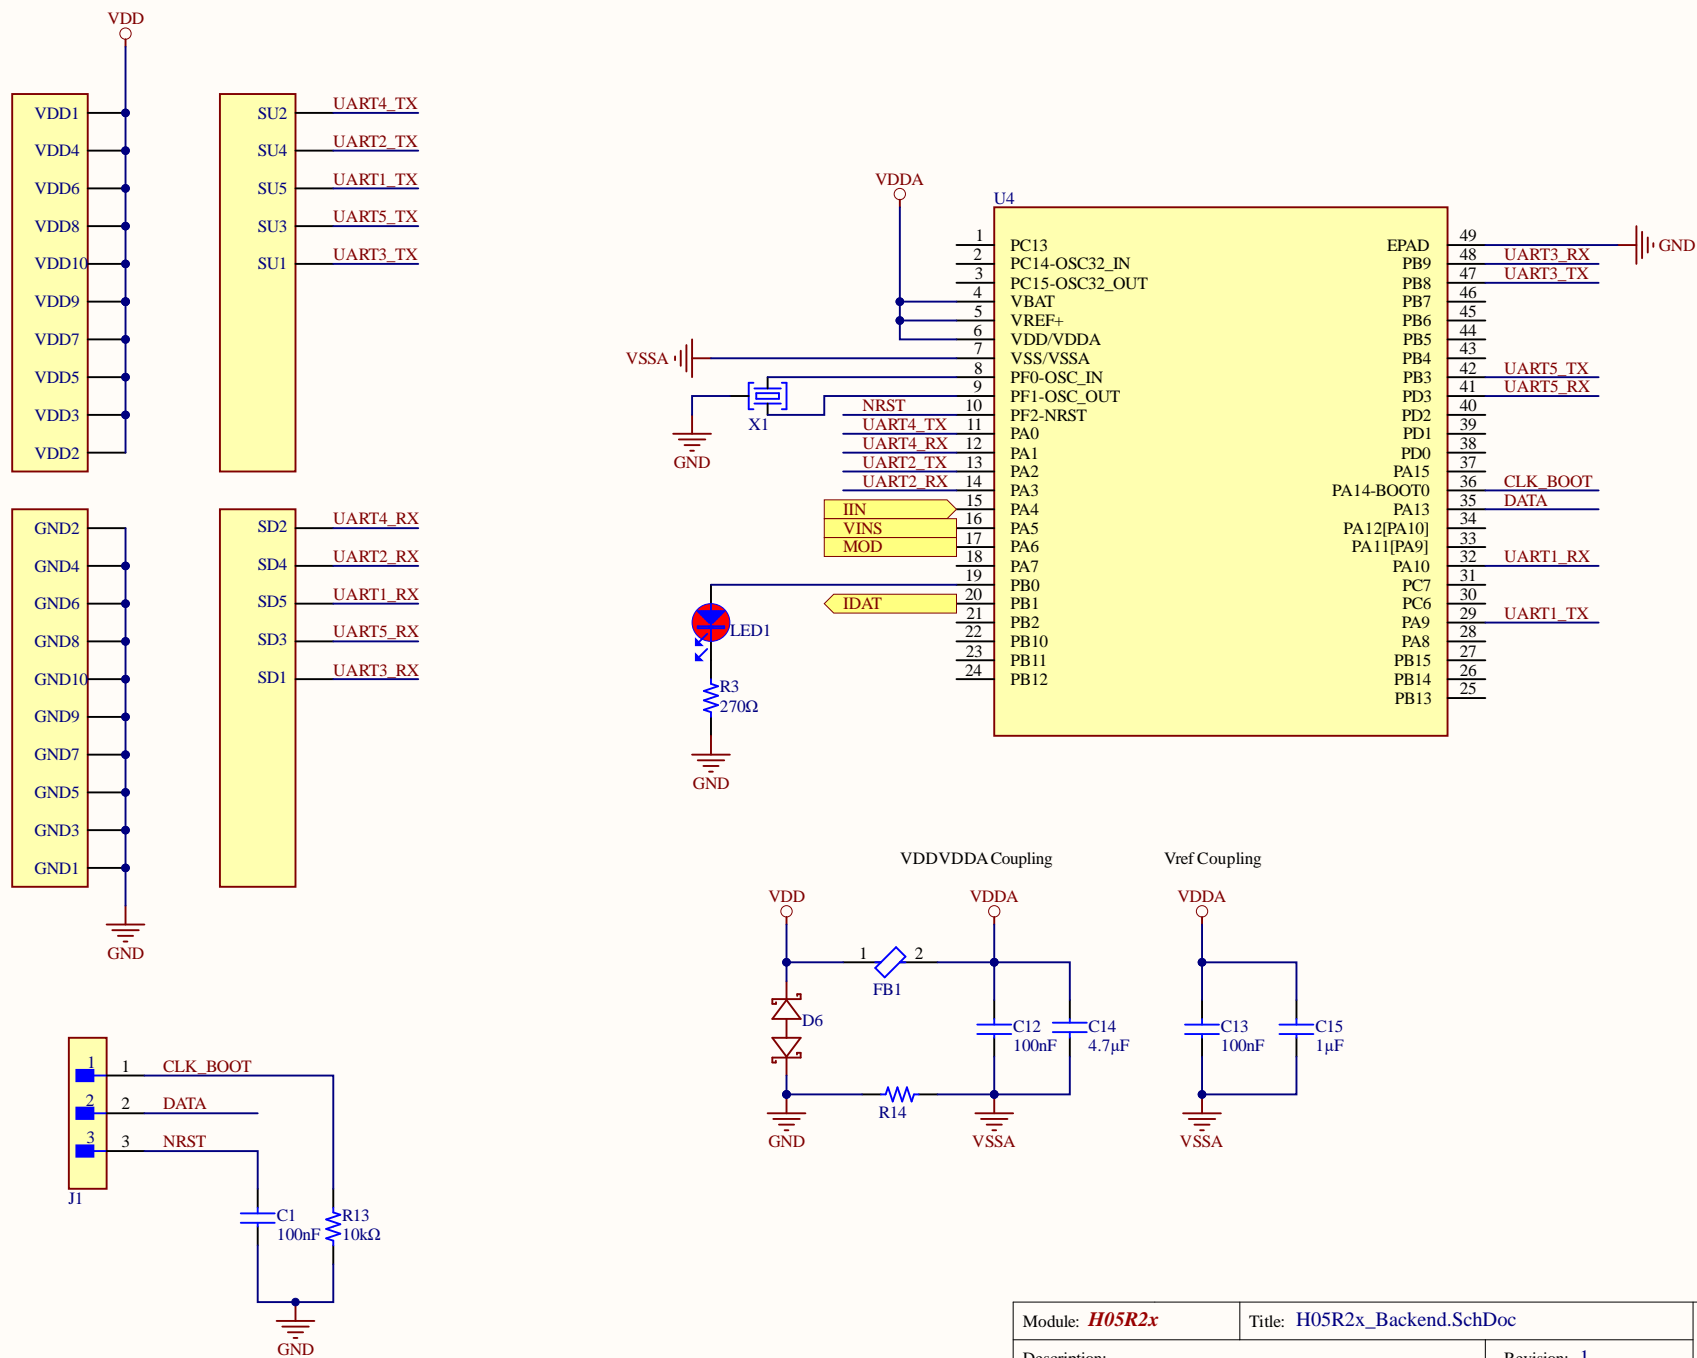 VDD
VDD1
VDD4
VDD6
VDD8
VDD10
VDD9
VDD7
VDD5
VDD3
VDD2
SU2 UART4_TX
SU4 UART2_TX
SU5 UART1_TX
SU3 UART5_TX
SU1 UART3_TX
GND2
GND4
GND6
GND8
GND10
GND9
GND7
GND5
GND3
GND1
GND
SD2 UART4_RX
SD4 UART2_RX
SD5 UART1_RX
SD3 UART5_RX
SD1 UART3_RX
1 1 CLK_BOOT
2 2 DATA
3 3 NRST
J1
C1
100nF
R13
10kΩ
GND
VDDA
U4
1 PC13
2 PC14-OSC32_IN
3 PC15-OSC32_OUT
4 VBAT
5 VREF+
6 VDD/VDDA
VSSA 7 VSS/VSSA
8 PF0-OSC_IN
9 PF1-OSC_OUT
X1
GND
NRST 10 PF2-NRST
UART4_TX 11 PA0
UART4_RX 12 PA1
UART2_TX 13 PA2
UART2_RX 14 PA3
IIN 15 PA4
VINS 16 PA5
MOD 17 PA6
18 PA7
19 PB0
IDAT 20 PB1
21 PB2
22 PB10
23 PB11
24 PB12
LED1
R3
270Ω
GND
EPAD 49 GND
PB9 48 UART3_RX
PB8 47 UART3_TX
PB7 46
PB6 45
PB5 44
PB4 43
PB3 42 UART5_TX
PD3 41 UART5_RX
PD2 40
PD1 39
PD0 38
PA15 37
PA14-BOOT0 36 CLK_BOOT
PA13 35 DATA
PA12[PA10] 34
PA11[PA9] 33
PA10 32 UART1_RX
PC7 31
PC6 30
PA9 29 UART1_TX
PA8 28
PB15 27
PB14 26
PB13 25
VDDVDDA Coupling
VDD
VDDA
1 2
FB1
D6
C12
100nF
C14
4.7µF
R14
GND
VSSA
Vref Coupling
VDDA
C13
100nF
C15
1µF
VSSA
Module: H05R2x
Title: H05R2x_Backend.SchDoc
Description:
Revision: 1